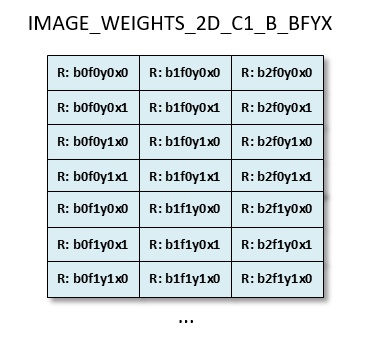 IMAGE_WEIGHTS_2D_C1_B_BFYX
R: b0f0y0x0 R: b1f0y0x0 R: b2f0y0x0
R: b0f0y0x1 R: b1f0y0x1 R: b2f0y0x1
R: b0f0y1x0 R: b1f0y1x0 R: b2f0y1x0
R: b0f0y1x1 R: b1f0y1x1 R: b2f0y1x1
R: b0f1y0x0 R: b1f1y0x0 R: b2f1y0x0
R: b0f1y0x1 R: b1f1y0x1 R: b2f1y0x1
R: b0f1y1x0 R: b1f1y1x0 R: b2f1y1x0
...